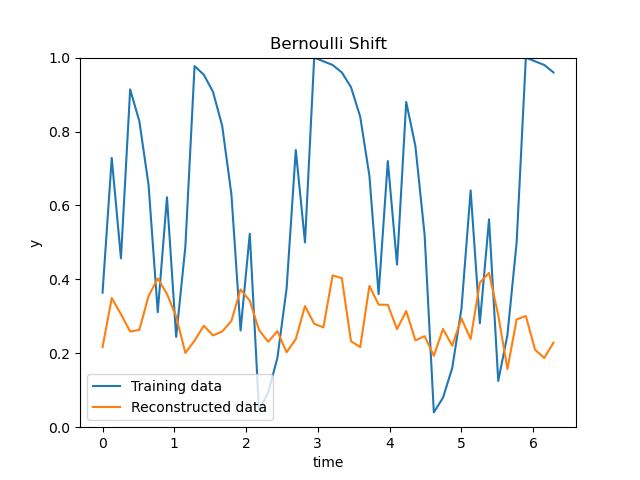 Bernoulli Shift
1.0
0.8
0.6
0.4
0.2
0.0
y
Training data
Reconstructed data
0 1 2 3 4 5 6
time